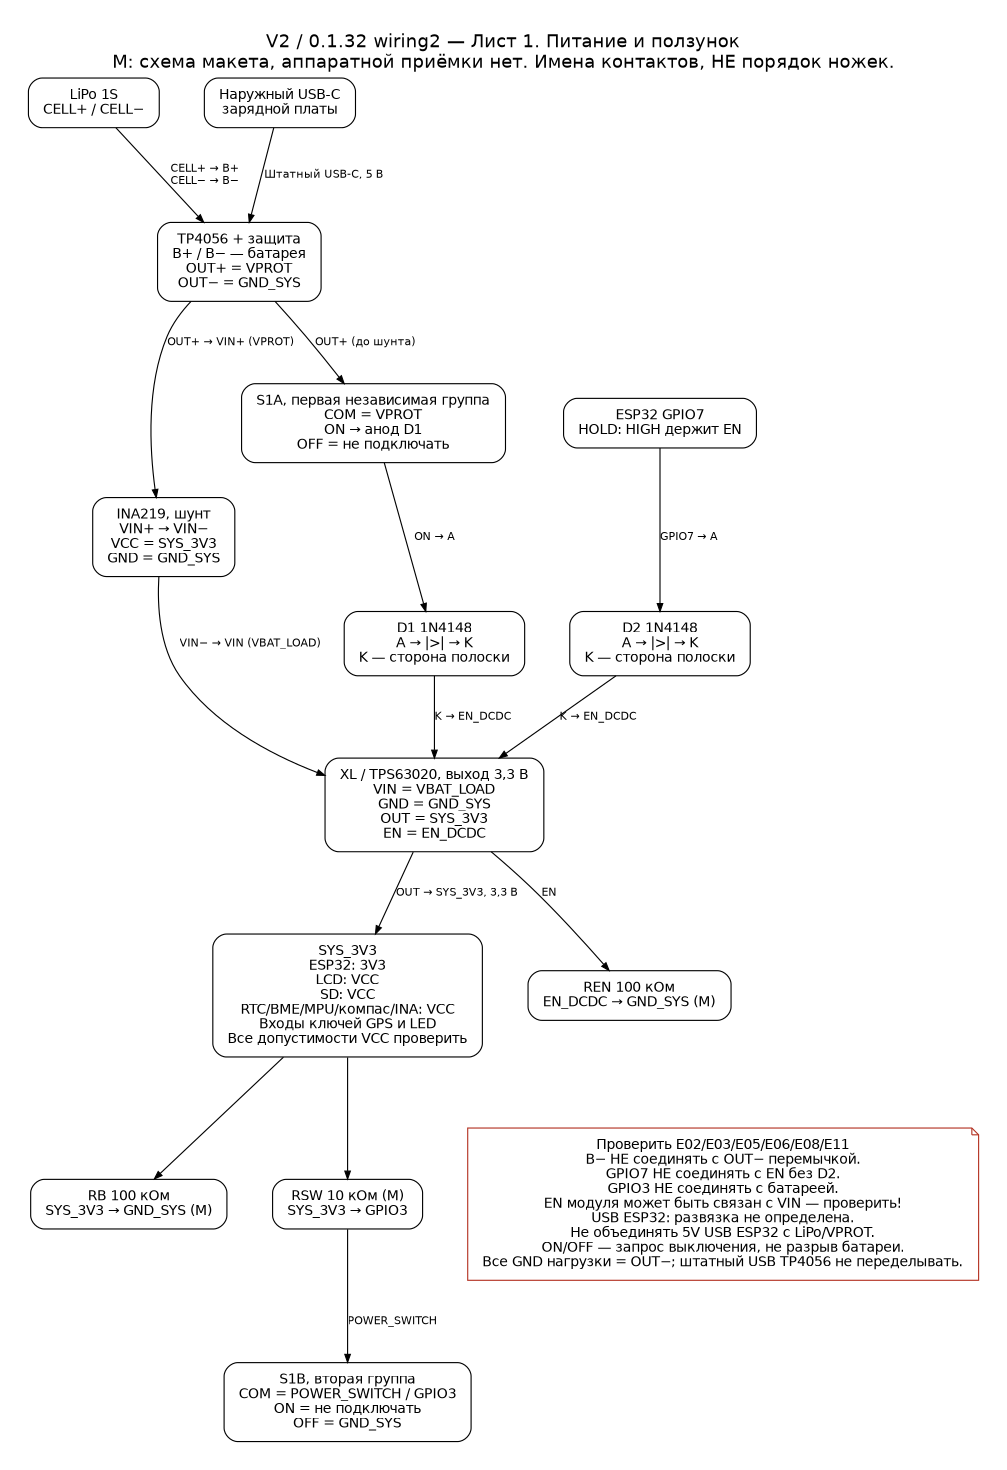 V2 / 0.1.32 wiring2 — Лист 1. Питание и ползунок
М: схема макета, аппаратной приёмки нет. Имена контактов, НЕ порядок ножек.
LiPo 1S
CELL+ / CELL−
Наружный USB-C
зарядной платы
CELL+ → B+
CELL− → B−
Штатный USB-C, 5 В
TP4056 + защита
B+ / B− — батарея
OUT+ = VPROT
OUT− = GND_SYS
OUT+ → VIN+ (VPROT)
OUT+ (до шунта)
S1A, первая независимая группа
COM = VPROT
ON → анод D1
OFF = не подключать
ESP32 GPIO7
HOLD: HIGH держит EN
INA219, шунт
VIN+ → VIN−
VCC = SYS_3V3
GND = GND_SYS
ON → A
GPIO7 → A
D1 1N4148
A → |>| → K
K — сторона полоски
D2 1N4148
A → |>| → K
K — сторона полоски
VIN− → VIN (VBAT_LOAD)
K → EN_DCDC
K → EN_DCDC
XL / TPS63020, выход 3,3 В
VIN = VBAT_LOAD
GND = GND_SYS
OUT = SYS_3V3
EN = EN_DCDC
OUT → SYS_3V3, 3,3 В
EN
SYS_3V3
ESP32: 3V3
LCD: VCC
SD: VCC
RTC/BME/MPU/компас/INA: VCC
Входы ключей GPS и LED
Все допустимости VCC проверить
REN 100 кОм
EN_DCDC → GND_SYS (M)
RB 100 кОм
SYS_3V3 → GND_SYS (M)
RSW 10 кОм (M)
SYS_3V3 → GPIO3
Проверить E02/E03/E05/E06/E08/E11
B− НЕ соединять с OUT− перемычкой.
GPIO7 НЕ соединять с EN без D2.
GPIO3 НЕ соединять с батареей.
EN модуля может быть связан с VIN — проверить!
USB ESP32: развязка не определена.
Не объединять 5V USB ESP32 с LiPo/VPROT.
ON/OFF — запрос выключения, не разрыв батареи.
Все GND нагрузки = OUT−; штатный USB TP4056 не переделывать.
POWER_SWITCH
S1B, вторая группа
COM = POWER_SWITCH / GPIO3
ON = не подключать
OFF = GND_SYS